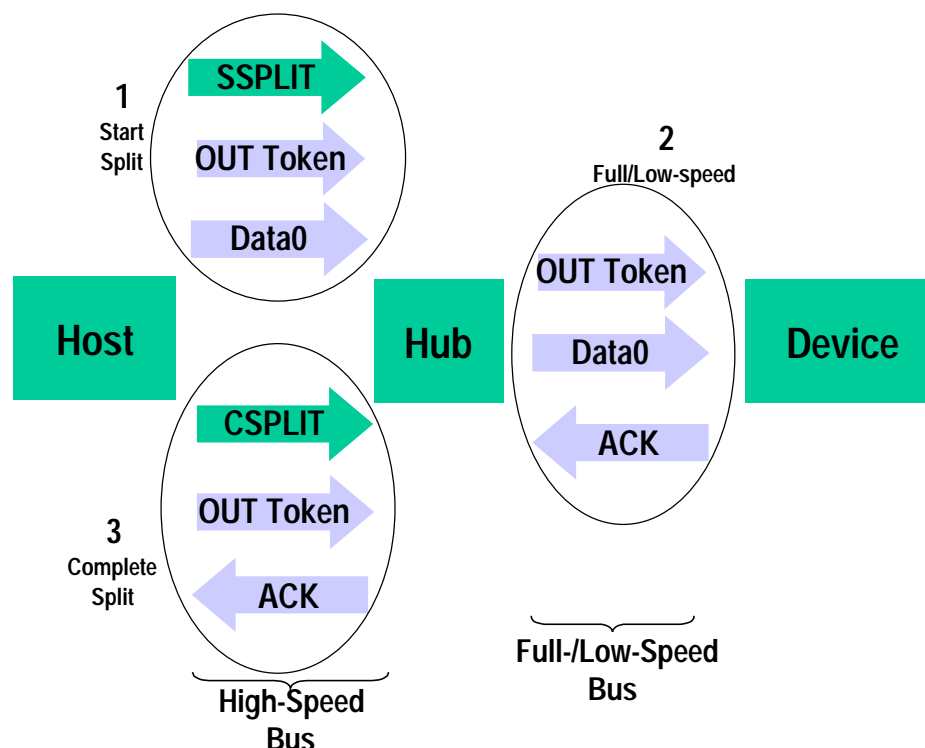 SSPLIT
1
Start
Split
OUT Token
Data0
2
Full/Low-speed
OUT Token
Data0
ACK
Host
Hub
Device
CSPLIT
OUT Token
ACK
3
Complete
Split
High-Speed
Bus
Full-/Low-Speed
Bus